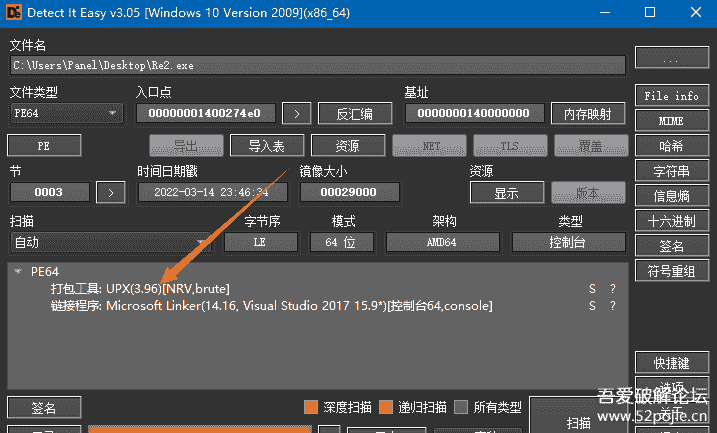 Detect It Easy v3.05 [Windows 10 Version 2009](x86_64)
文件名
C:\Users\Panel\Desktop\Re2.exe
...
文件类型 入口点 基址
PE64 00000001400274e0 > 反汇编 0000000140000000 内存映射
File info
MIME
PE 导出 导入表 资源 NET TLS 覆盖
哈希
节 时间日期戳 镜像大小 资源
字符串
0003 > 2022-03-14 23:46:34 00029000 显示 版本
信息熵
扫描 字节序 模式 架构 类型
十六进制
自动 LE 64 位 AMD64 控制台
签名
符号重组
PE64
打包工具: UPX(3.96)[NRV,brute] S ?
链接程序: Microsoft Linker(14.16, Visual Studio 2017 15.9*)[控制台64,console] S ?
快捷键
选项
签名 深度扫描 递归扫描 所有类型 扫描
关于
吾爱破解论坛
www.52pojie.cn